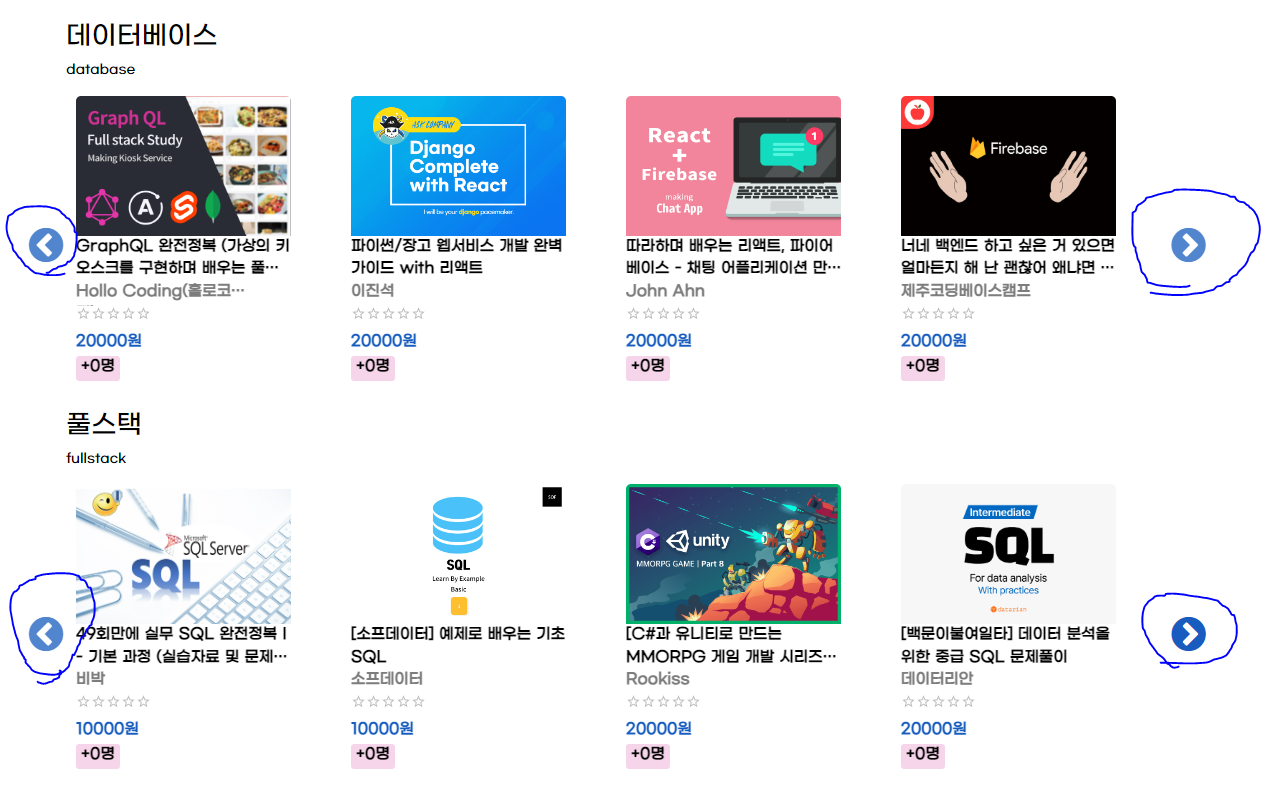 데이터베이스
database
Graph QL
Full stack Study
Making Kiosk Service
ASK COMPANY
Django
Complete
with React
I will be your django pacemaker.
React
+
Firebase
making
Chat App
1
Firebase
GraphQL 완전정복 (가상의 키
오스크를 구현하며 배우는 풀…
Hollo Coding(홀로코…
20000원
+0명
파이썬/장고 웹서비스 개발 완벽
가이드 with 리액트
이진석
20000원
+0명
따라하며 배우는 리액트, 파이어
베이스 - 채팅 어플리케이션 만…
John Ahn
20000원
+0명
너네 백엔드 하고 싶은 거 있으면
얼마든지 해 난 괜찮어 왜냐면 …
제주코딩베이스캠프
20000원
+0명
풀스택
fullstack
Microsoft
SQL Server
SQL
49회만에 실무 SQL 완전정복 I
- 기본 과정 (실습자료 및 문제…
비박
10000원
+0명
SQL
Learn By Example
Basic
[소프데이터] 예제로 배우는 기초
SQL
소프데이터
10000원
+0명
unity
MMORPG GAME | Part 8
[C#과 유니티로 만드는
MMORPG 게임 개발 시리즈…
Rookiss
20000원
+0명
Intermediate
SQL
For data analysis
With practices
datarian
[백문이불여일타] 데이터 분석을
위한 중급 SQL 문제풀이
데이터리안
20000원
+0명